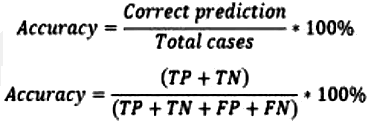 Accuracy = Correct prediction / Total cases * 100%
Accuracy = (TP + TN) / (TP + TN + FP + FN) * 100%